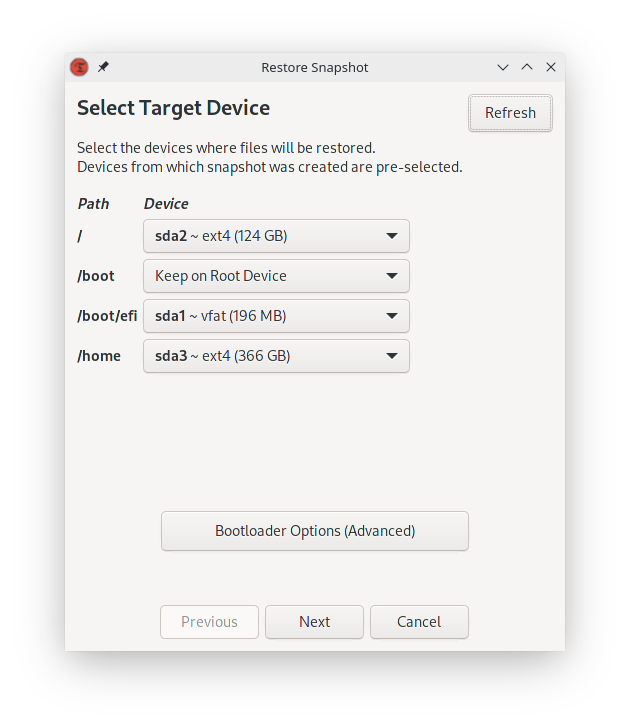 Restore Snapshot
Select Target Device
Refresh
Select the devices where files will be restored.
Devices from which snapshot was created are pre-selected.
Path Device
/ sda2 ~ ext4 (124 GB)
/boot Keep on Root Device
/boot/efi sda1 ~ vfat (196 MB)
/home sda3 ~ ext4 (366 GB)
Bootloader Options (Advanced)
Previous Next Cancel